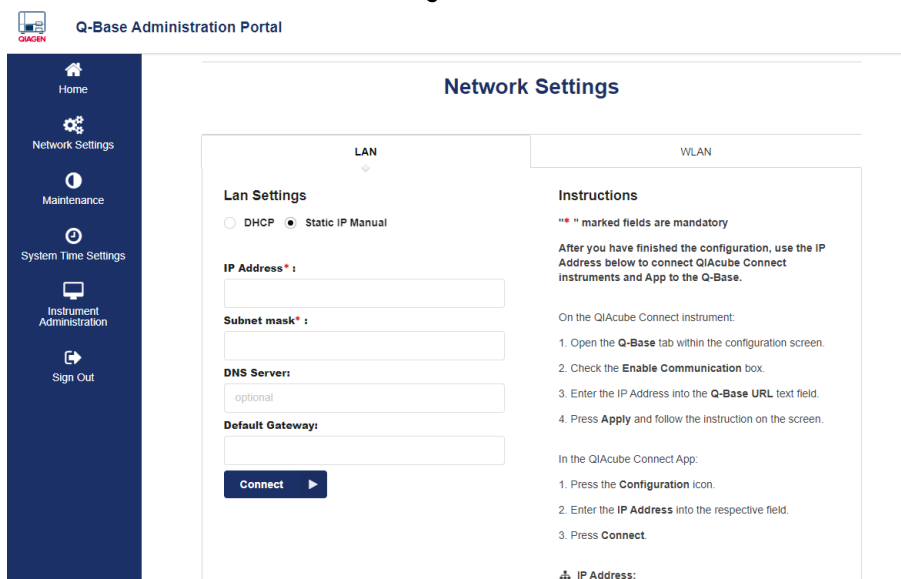 QIAGEN
Q-Base Administration Portal
Home
Network Settings
Maintenance
System Time Settings
Instrument
Administration
Sign Out
Network Settings
LAN
WLAN
Lan Settings
DHCP
Static IP Manual
IP Address* :
Subnet mask* :
DNS Server:
optional
Default Gateway:
Connect
Instructions
"* " marked fields are mandatory
After you have finished the configuration, use the IP
Address below to connect QIAcube Connect
instruments and App to the Q-Base.
On the QIAcube Connect instrument:
1. Open the Q-Base tab within the configuration screen.
2. Check the Enable Communication box.
3. Enter the IP Address into the Q-Base URL text field.
4. Press Apply and follow the instruction on the screen.
In the QIAcube Connect App:
1. Press the Configuration icon.
2. Enter the IP Address into the respective field.
3. Press Connect.
IP Address: